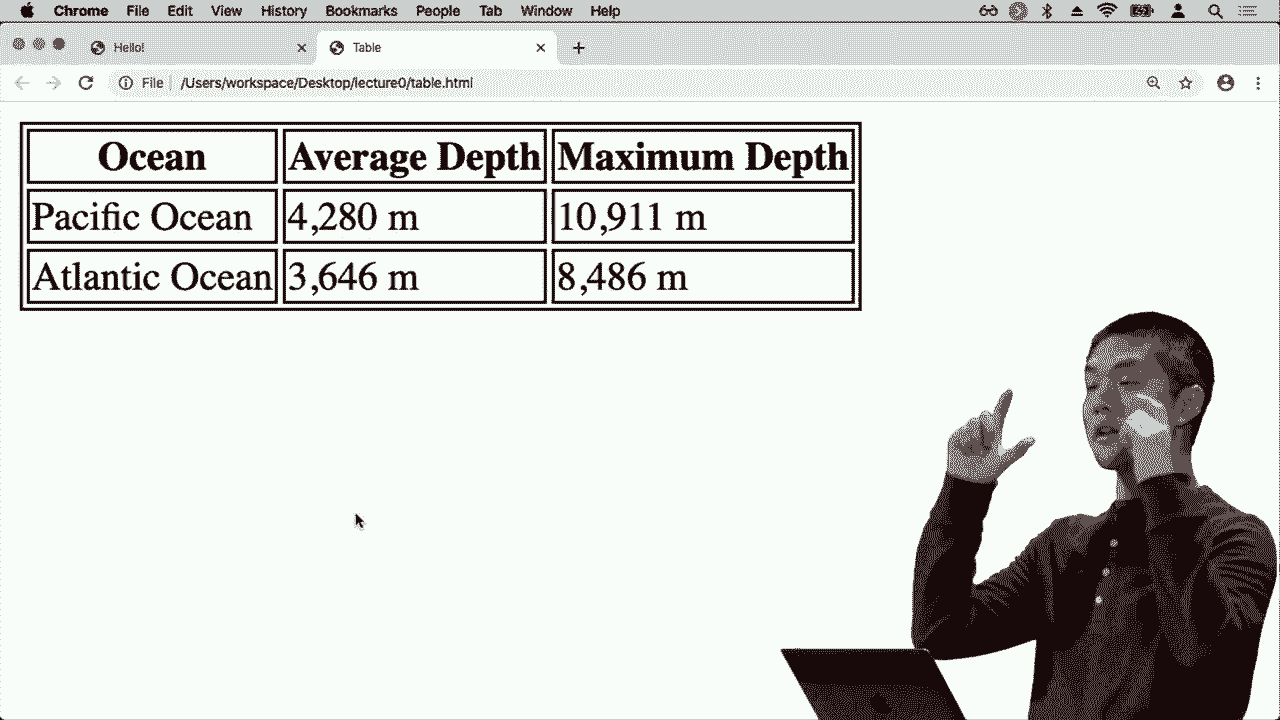 Chrome File Edit View History Bookmarks People Tab Window Help
Hello! Table
File /Users/workspace/Desktop/lecture0/table.html
Ocean Average Depth Maximum Depth
Pacific Ocean 4,280 m 10,911 m
Atlantic Ocean 3,646 m 8,486 m